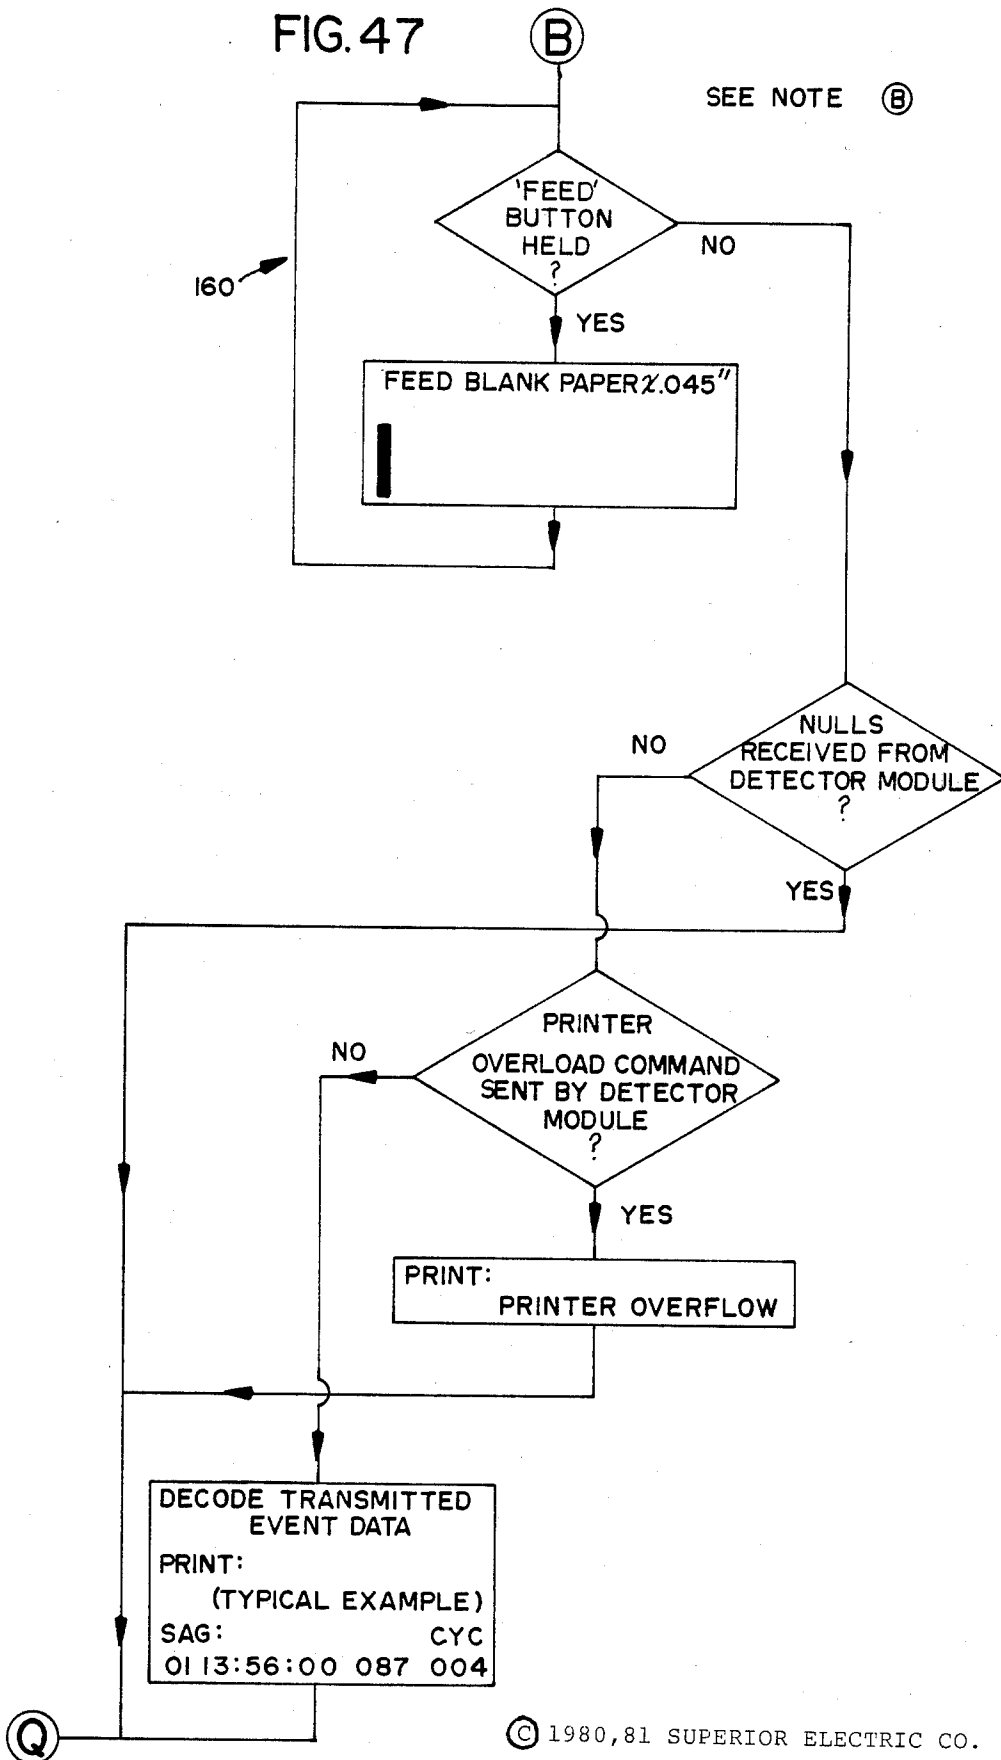 FIG. 47
B
SEE NOTE B
'FEED'
BUTTON
HELD
?
NO
160
YES
FEED BLANK PAPER .045"
NULLS
RECEIVED FROM
DETECTOR MODULE
?
NO
YES
PRINTER
OVERLOAD COMMAND
SENT BY DETECTOR
MODULE
?
NO
YES
PRINT:
PRINTER OVERFLOW
DECODE TRANSMITTED
EVENT DATA
PRINT:
(TYPICAL EXAMPLE)
SAG: CYC
01 13:56:00 087 004
Q
© 1980,81 SUPERIOR ELECTRIC CO.